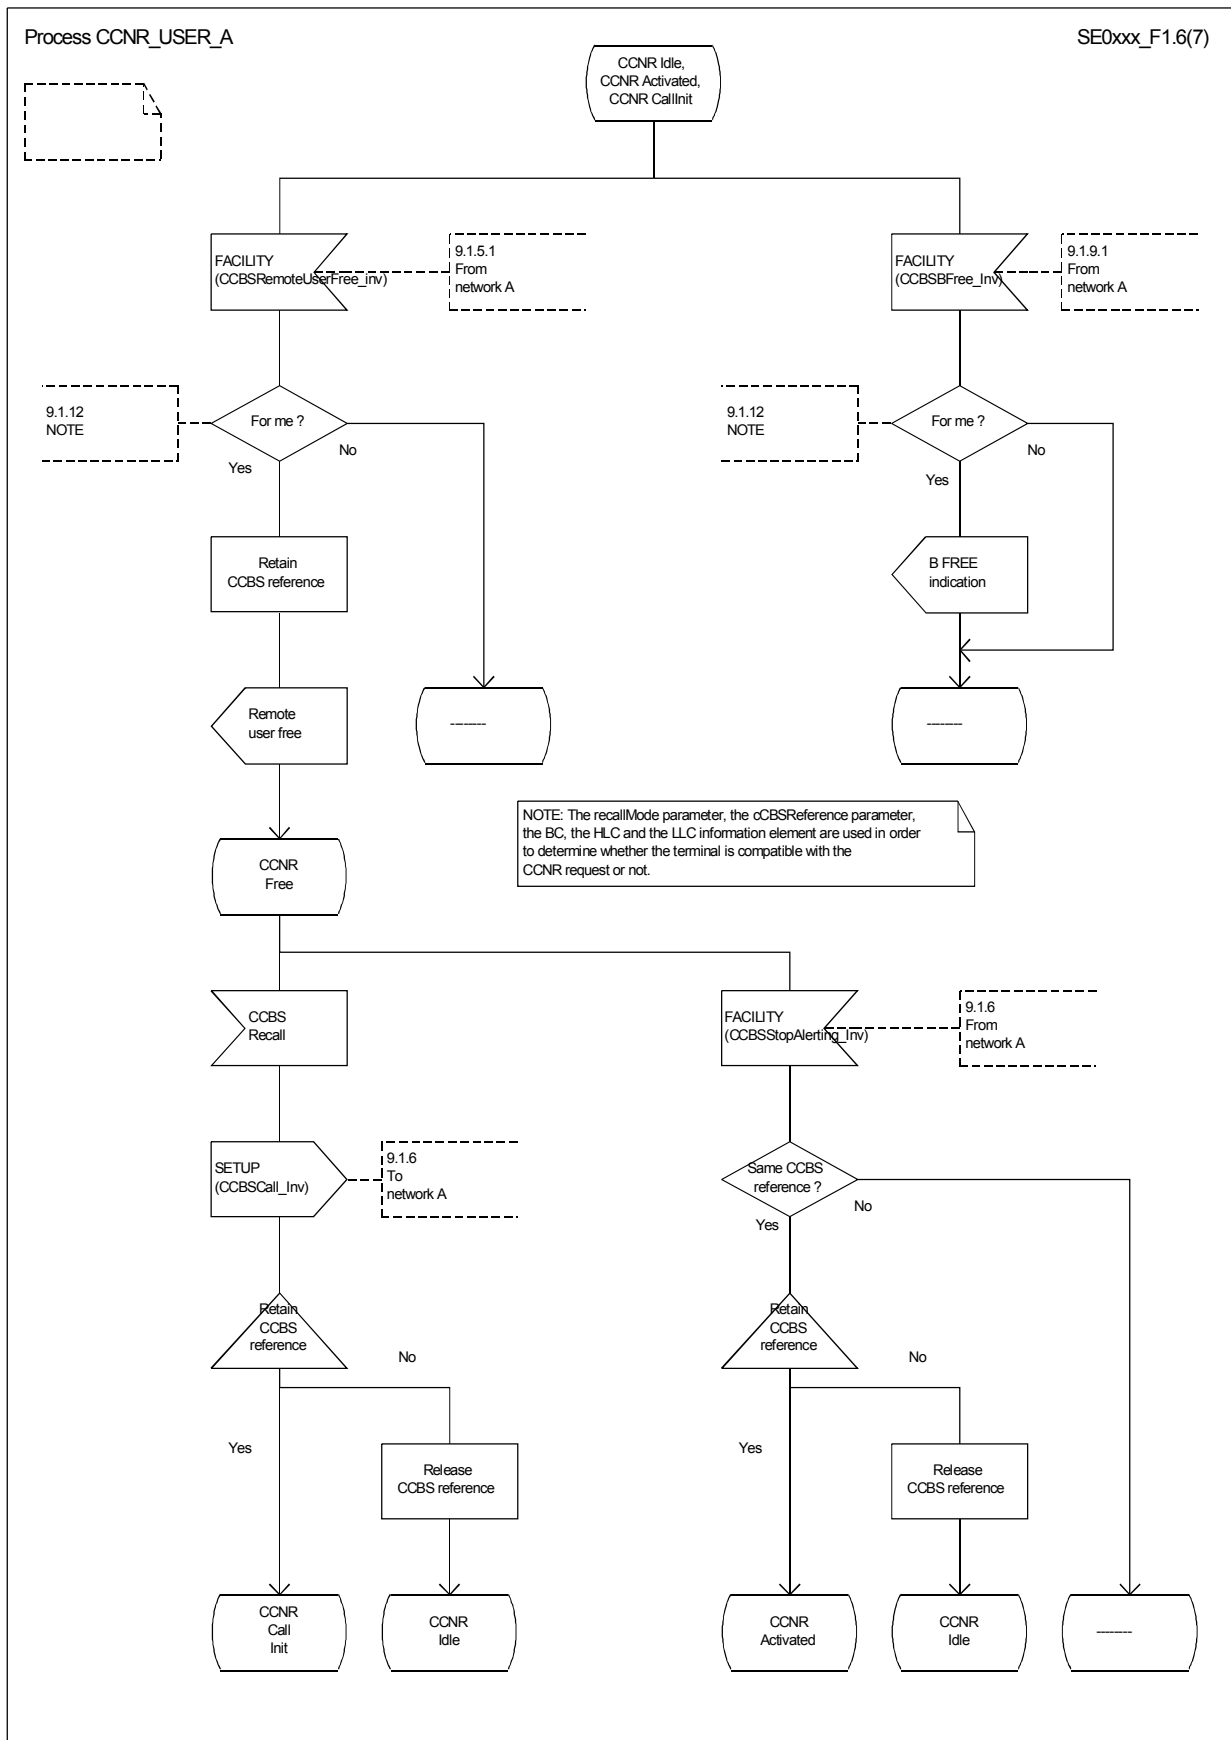 Process CCNR_USER_A
SE0xxx_F1.6(7)
CCNR Idle,
CCNR Activated,
CCNR CallInit
FACILITY
(CCBSRemoteUserFree_inv)
9.1.5.1
From
network A
FACILITY
(CCBSBFree_Inv)
9.1.9.1
From
network A
9.1.12
NOTE
For me ?
No
Yes
9.1.12
NOTE
For me ?
No
Yes
Retain
CCBS reference
B FREE
indication
Remote
user free
--------
--------
NOTE: The recallMode parameter, the cCBSReference parameter,
the BC, the HLC and the LLC information element are used in order
to determine whether the terminal is compatible with the
CCNR request or not.
CCNR
Free
CCBS
Recall
FACILITY
(CCBSStopAlerting_Inv)
9.1.6
From
network A
SETUP
(CCBSCall_Inv)
9.1.6
To
network A
Same CCBS
reference ?
No
Yes
Retain
CCBS
reference
No
Yes
Retain
CCBS
reference
No
Yes
Release
CCBS reference
Release
CCBS reference
CCNR
Call
Init
CCNR
Idle
CCNR
Activated
CCNR
Idle
--------